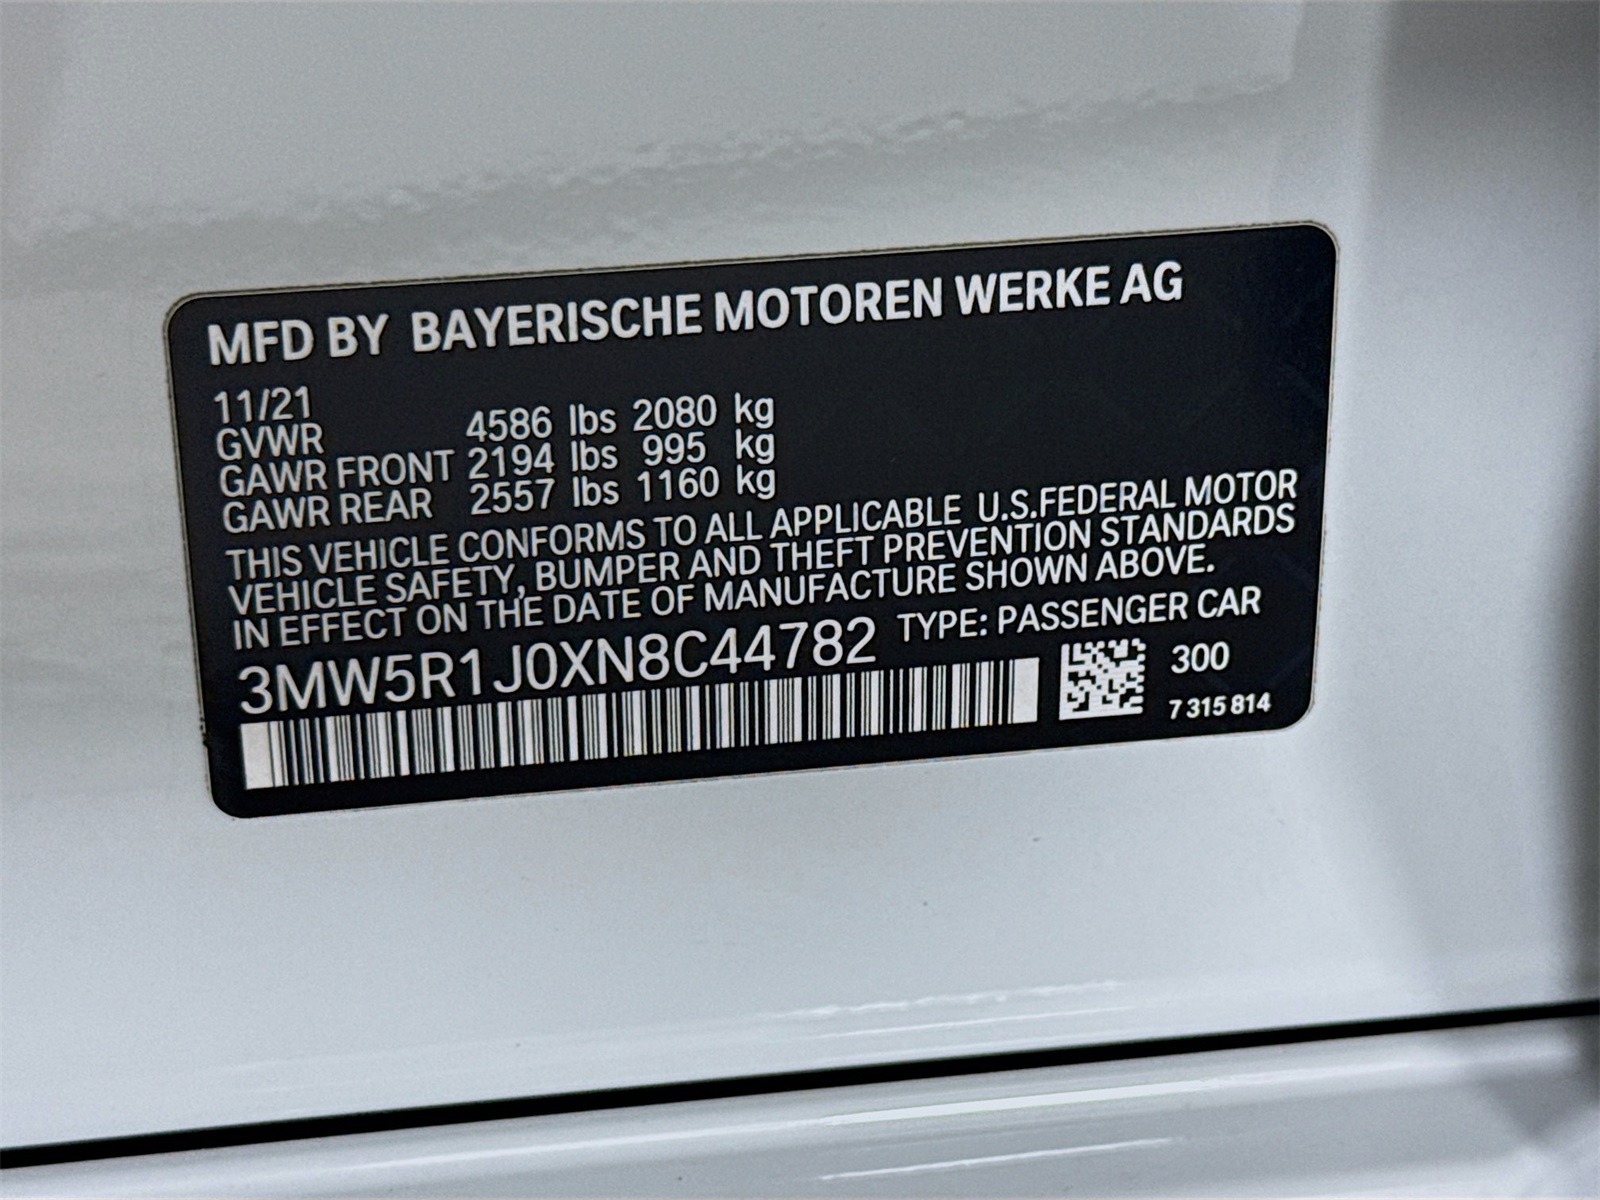 MFD BY BAYERISCHE MOTOREN WERKE AG
11/21
GVWR 4586 lbs 2080 kg
GAWR FRONT 2194 lbs 995 kg
GAWR REAR 2557 lbs 1160 kg
THIS VEHICLE CONFORMS TO ALL APPLICABLE U.S.FEDERAL MOTOR
VEHICLE SAFETY, BUMPER AND THEFT PREVENTION STANDARDS
IN EFFECT ON THE DATE OF MANUFACTURE SHOWN ABOVE.
3MW5R1J0XN8C44782 TYPE: PASSENGER CAR
300
7 315 814